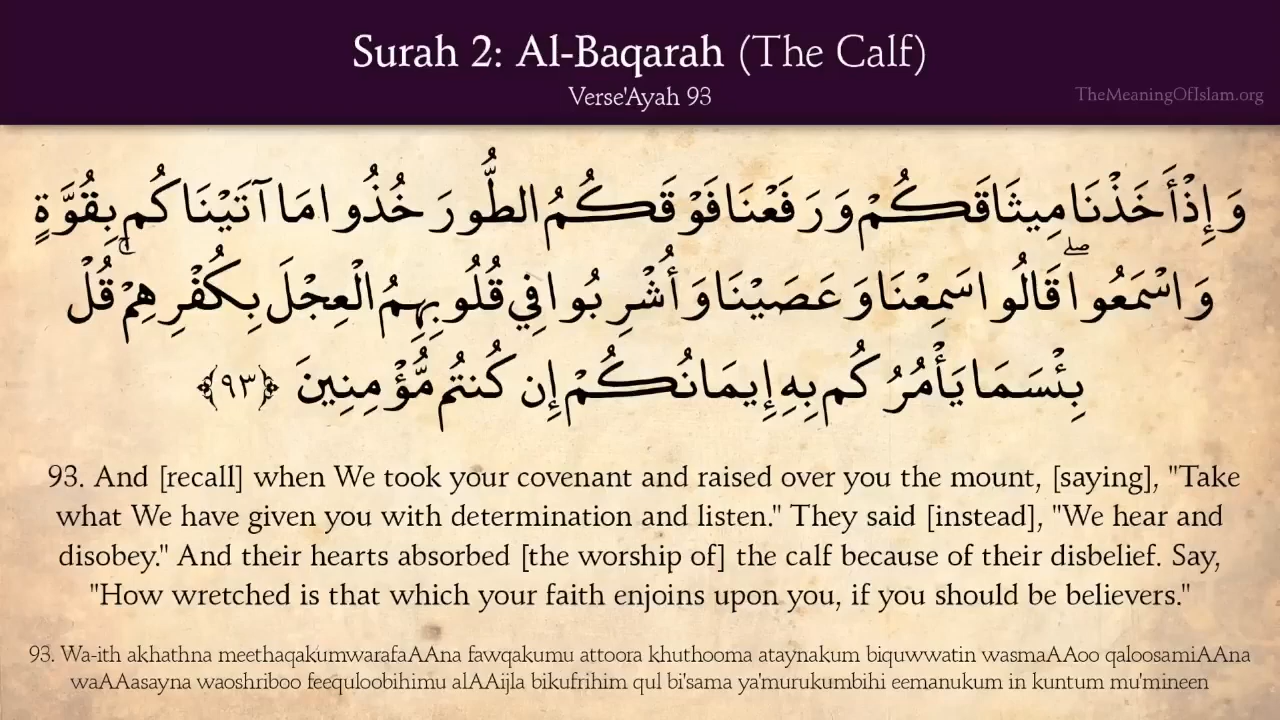 Surah 2: Al-Baqarah (The Calf)
Verse'Ayah 93
TheMeaningOfIslam.org
وَإِذْ أَخَذْنَا مِيثَاقَكُمْ وَرَفَعْنَا فَوْقَكُمُ الطُّورَ خُذُوا مَا آتَيْنَاكُم بِقُوَّةٍ
وَاسْمَعُوا ۖ قَالُوا سَمِعْنَا وَعَصَيْنَا وَأُشْرِبُوا فِي قُلُوبِهِمُ الْعِجْلَ بِكُفْرِهِمْ ۚ قُلْ
بِئْسَمَا يَأْمُرُكُم بِهِ إِيمَانُكُمْ إِن كُنتُم مُّؤْمِنِينَ ﴿٩٣﴾
93. And [recall] when We took your covenant and raised over you the mount, [saying], "Take
what We have given you with determination and listen." They said [instead], "We hear and
disobey." And their hearts absorbed [the worship of] the calf because of their disbelief. Say,
"How wretched is that which your faith enjoins upon you, if you should be believers."
93. Wa-ith akhathna meethaqakumwarafaAAna fawqakumu attoora khuthooma ataynakum biquwwatin wasmaAAoo qaloosamiAAna
waAAasayna waoshriboo feequloobihimu alAAijla bikufrihim qul bi'sama ya'murukumbihi eemanukum in kuntum mu'mineen